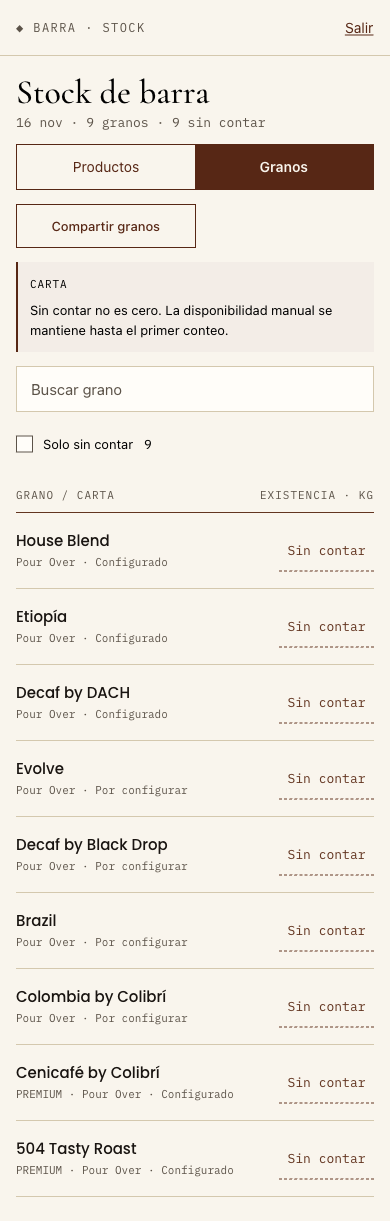 ◆ BARRA · STOCK
Salir
Stock de barra
16 nov · 9 granos · 9 sin contar
Productos
Granos
Compartir granos
CARTA
Sin contar no es cero. La disponibilidad manual se
mantiene hasta el primer conteo.
Buscar grano
Solo sin contar 9
GRANO / CARTA
EXISTENCIA · KG
House Blend
Pour Over · Configurado
Sin contar
Etiopía
Pour Over · Configurado
Sin contar
Decaf by DACH
Pour Over · Configurado
Sin contar
Evolve
Pour Over · Por configurar
Sin contar
Decaf by Black Drop
Pour Over · Por configurar
Sin contar
Brazil
Pour Over · Por configurar
Sin contar
Colombia by Colibrí
Pour Over · Por configurar
Sin contar
Cenicafé by Colibrí
PREMIUM · Pour Over · Configurado
Sin contar
504 Tasty Roast
PREMIUM · Pour Over · Configurado
Sin contar